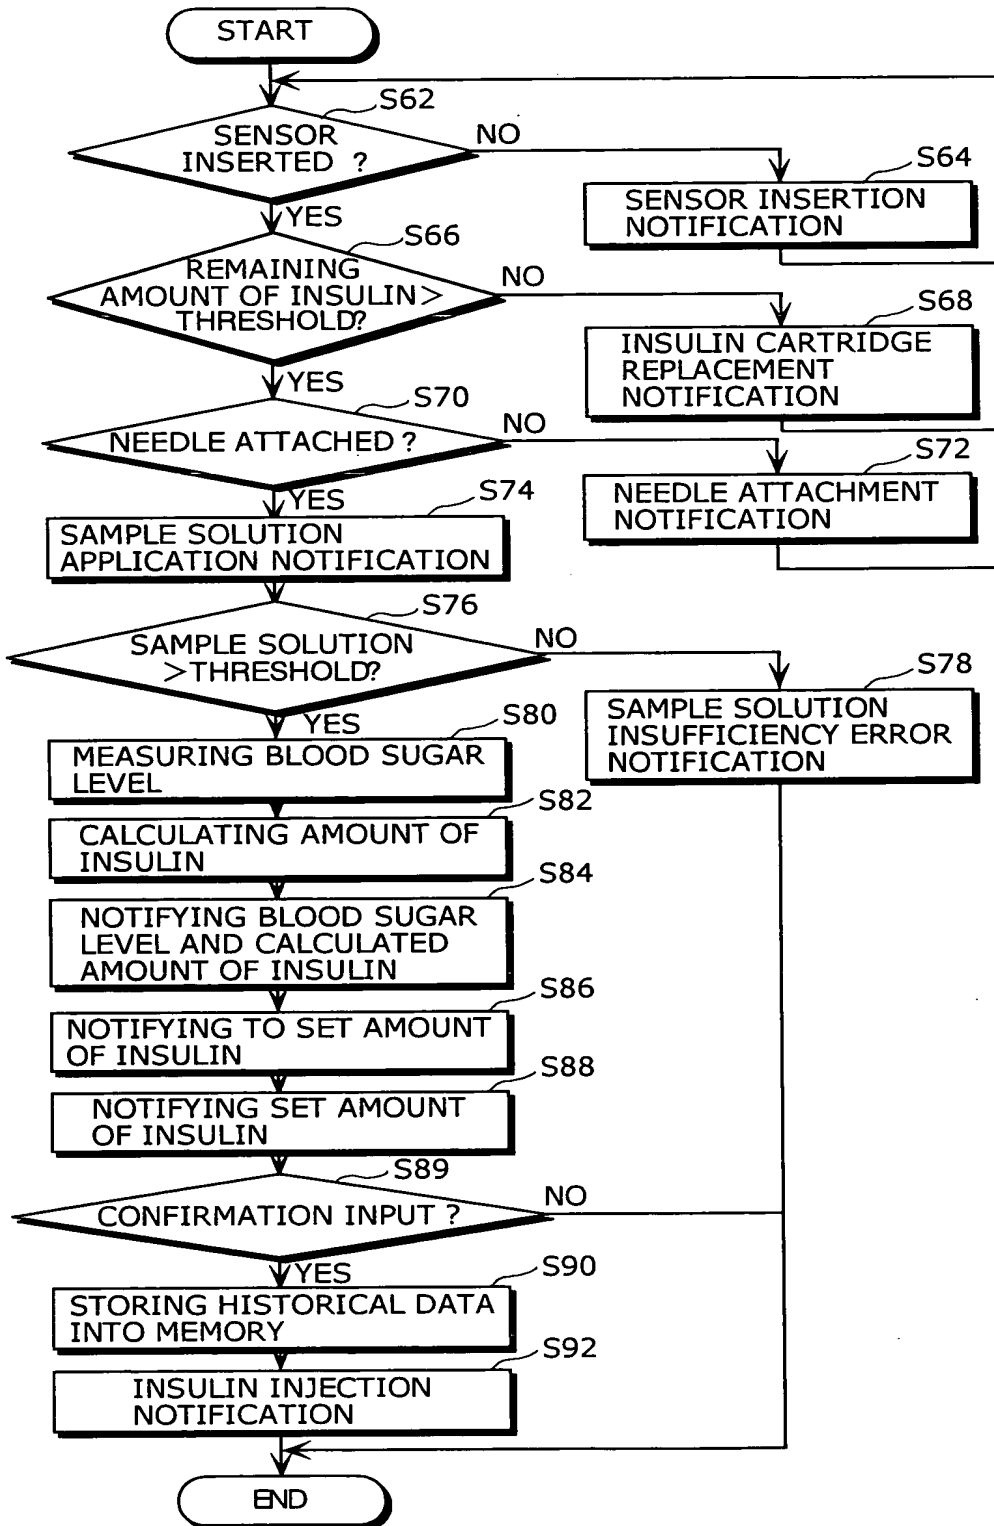 START
S62
SENSOR
INSERTED ?
NO
YES
S64
SENSOR INSERTION
NOTIFICATION
S66
REMAINING
AMOUNT OF INSULIN >
THRESHOLD?
NO
YES
S68
INSULIN CARTRIDGE
REPLACEMENT
NOTIFICATION
S70
NEEDLE ATTACHED ?
NO
YES
S72
NEEDLE ATTACHMENT
NOTIFICATION
S74
SAMPLE SOLUTION
APPLICATION NOTIFICATION
S76
SAMPLE SOLUTION
>THRESHOLD?
NO
YES
S78
SAMPLE SOLUTION
INSUFFICIENCY ERROR
NOTIFICATION
S80
MEASURING BLOOD SUGAR
LEVEL
S82
CALCULATING AMOUNT OF
INSULIN
S84
NOTIFYING BLOOD SUGAR
LEVEL AND CALCULATED
AMOUNT OF INSULIN
S86
NOTIFYING TO SET AMOUNT
OF INSULIN
S88
NOTIFYING SET AMOUNT
OF INSULIN
S89
CONFIRMATION INPUT ?
NO
YES
S90
STORING HISTORICAL DATA
INTO MEMORY
S92
INSULIN INJECTION
NOTIFICATION
END